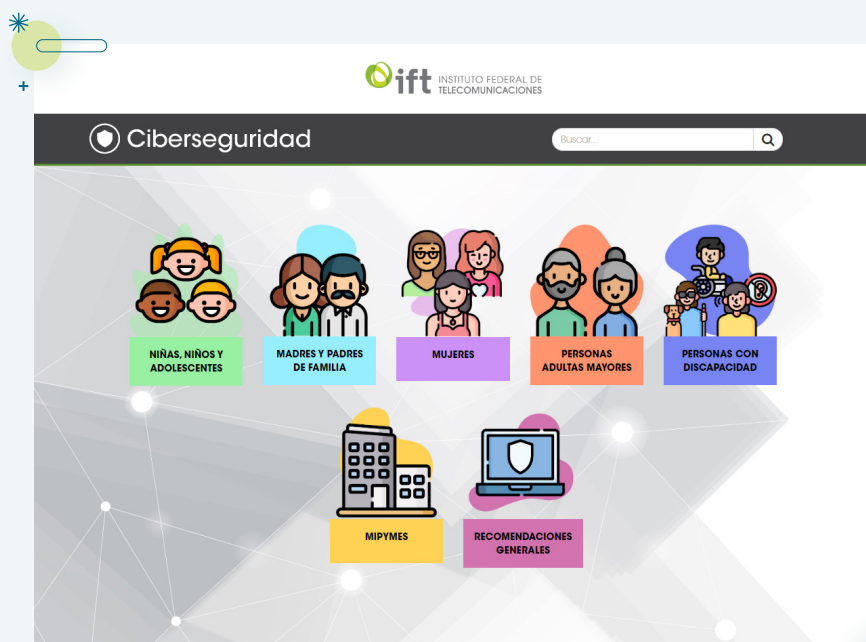 ift INSTITUTO FEDERAL DE
TELECOMUNICACIONES
Ciberseguridad
Buscar...
NIÑAS, NIÑOS Y
ADOLESCENTES
MADRES Y PADRES
DE FAMILIA
MUJERES
PERSONAS
ADULTAS MAYORES
PERSONAS CON
DISCAPACIDAD
MIPYMES
RECOMENDACIONES
GENERALES